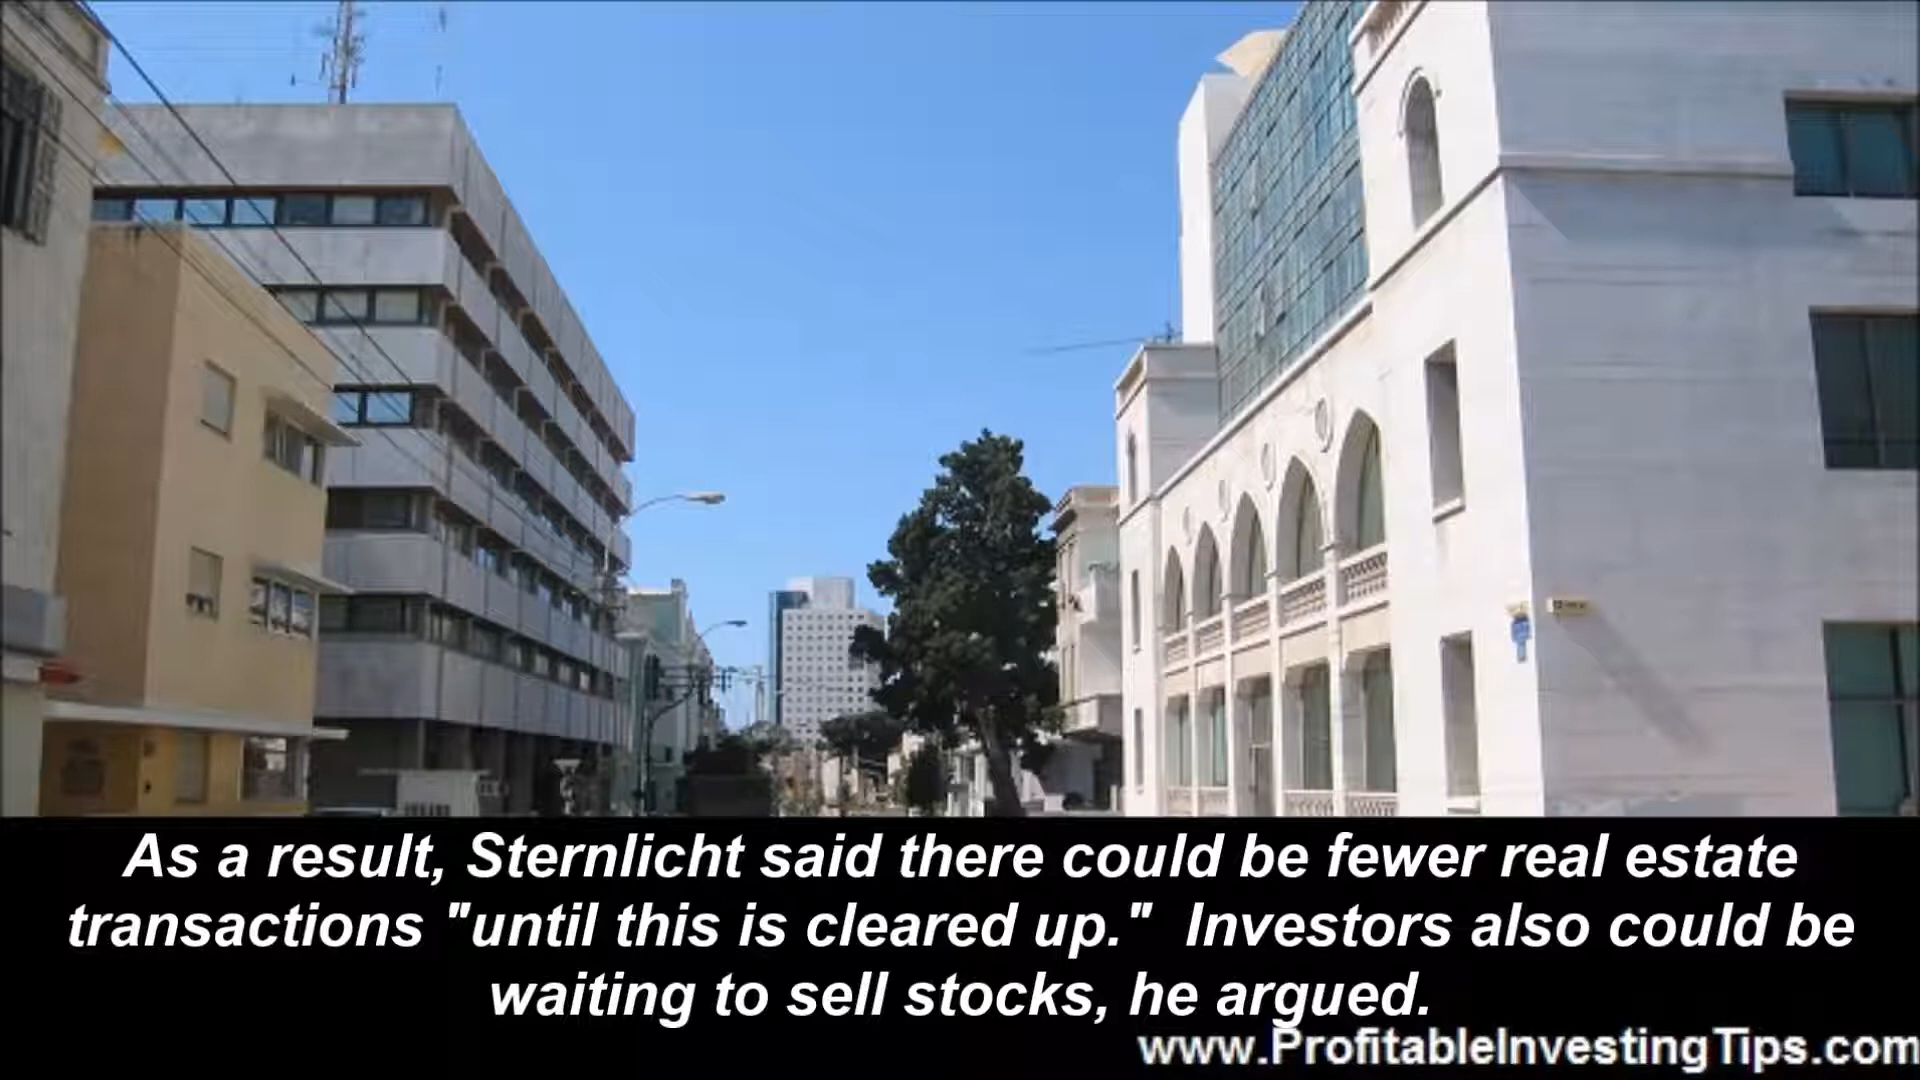 As a result, Sternlicht said there could be fewer real estate
transactions "until this is cleared up."  Investors also could be
waiting to sell stocks, he argued.
www.ProfitableInvestingTips.com